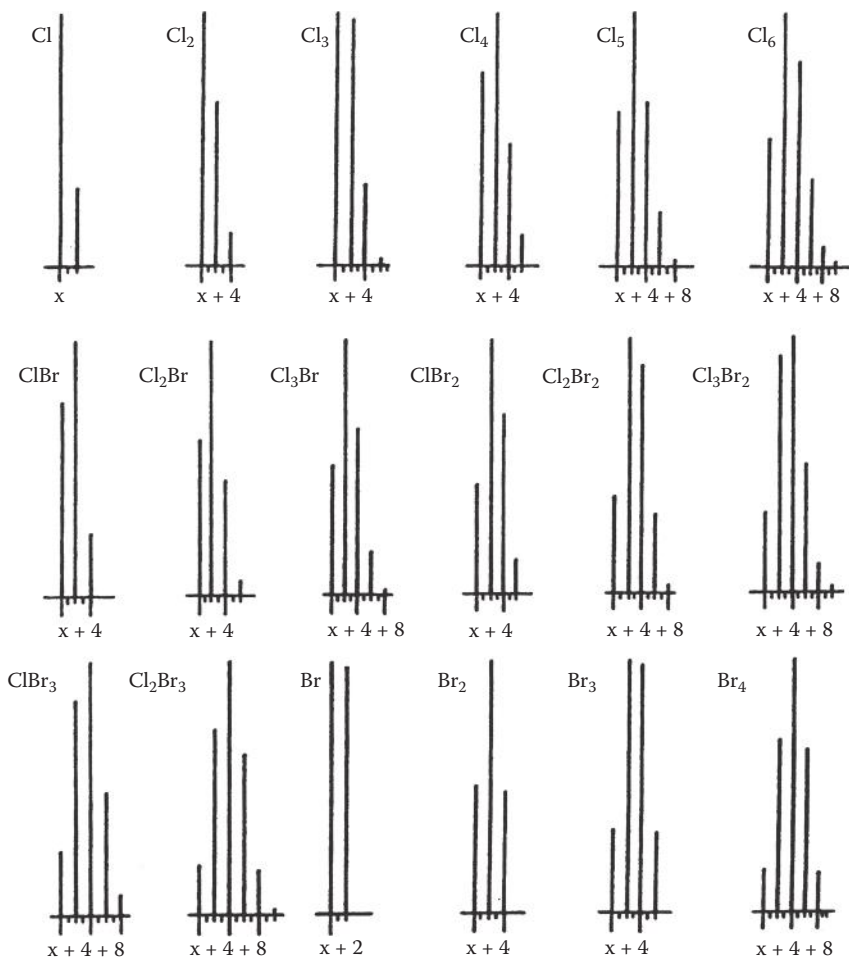 Cl Cl₂ Cl₃ Cl₄ Cl₅ Cl₆
x x + 4 x + 4 x + 4 x + 4 + 8 x + 4 + 8
ClBr Cl₂Br Cl₃Br ClBr₂ Cl₂Br₂ Cl₃Br₂
x + 4 x + 4 x + 4 + 8 x + 4 x + 4 + 8 x + 4 + 8
ClBr₃ Cl₂Br₃ Br Br₂ Br₃ Br₄
x + 4 + 8 x + 4 + 8 x + 2 x + 4 x + 4 x + 4 + 8